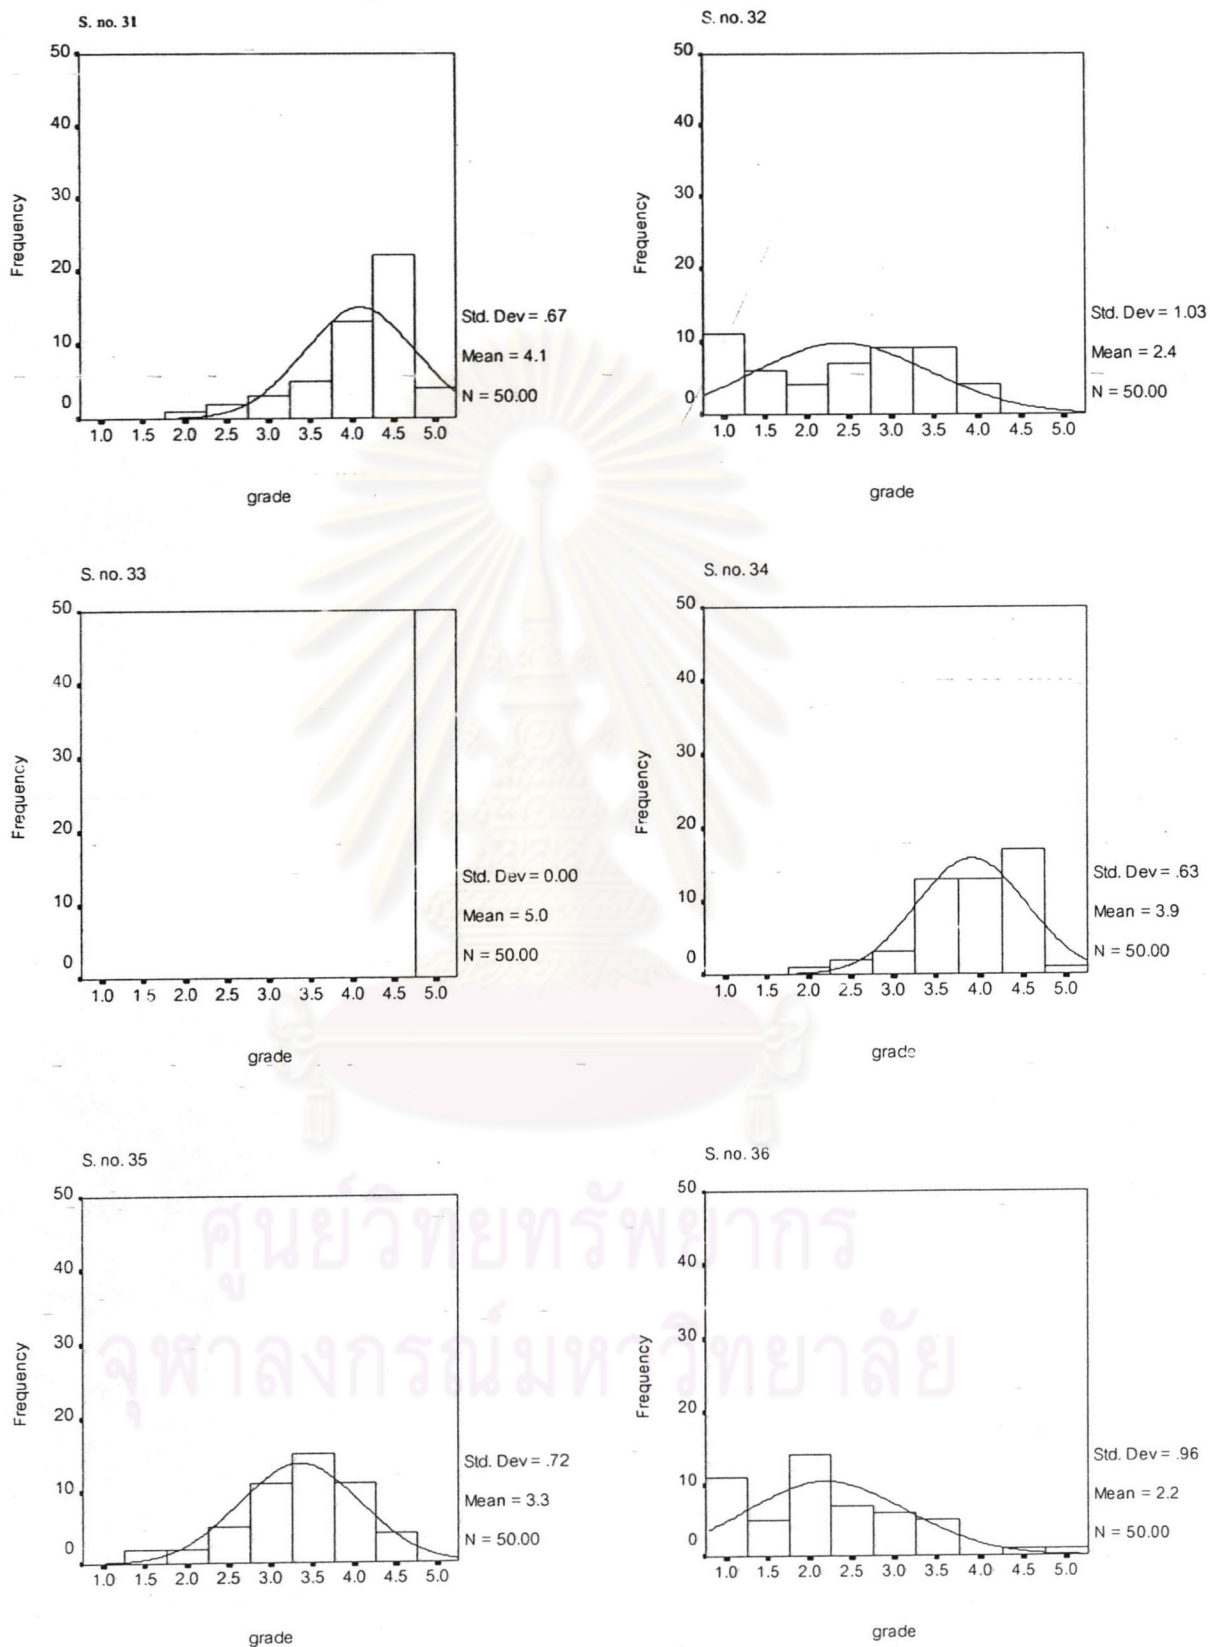 S. no. 31
50
40
30
20
10
0
Frequency
1.0 1.5 2.0 2.5 3.0 3.5 4.0 4.5 5.0
grade
Std. Dev = .67
Mean = 4.1
N = 50.00
S. no. 32
50
40
30
20
10
0
Frequency
1.0 1.5 2.0 2.5 3.0 3.5 4.0 4.5 5.0
grade
Std. Dev = 1.03
Mean = 2.4
N = 50.00
S. no. 33
50
40
30
20
10
0
Frequency
1.0 1.5 2.0 2.5 3.0 3.5 4.0 4.5 5.0
grade
Std. Dev = 0.00
Mean = 5.0
N = 50.00
S. no. 34
50
40
30
20
10
0
Frequency
1.0 1.5 2.0 2.5 3.0 3.5 4.0 4.5 5.0
grade
Std. Dev = .63
Mean = 3.9
N = 50.00
S. no. 35
50
40
30
20
10
0
Frequency
1.0 1.5 2.0 2.5 3.0 3.5 4.0 4.5 5.0
grade
Std. Dev = .72
Mean = 3.3
N = 50.00
S. no. 36
50
40
30
20
10
0
Frequency
1.0 1.5 2.0 2.5 3.0 3.5 4.0 4.5 5.0
grade
Std. Dev = .96
Mean = 2.2
N = 50.00
ศูนย์วิทยทรัพยากร
จุฬาลงกรณ์มหาวิทยาลัย